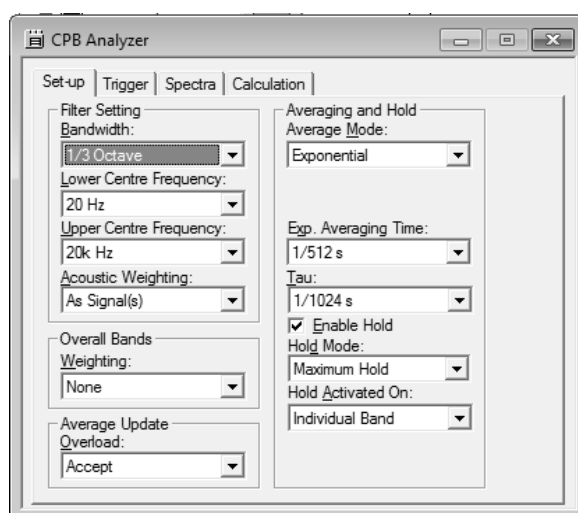 CPB Analyzer
Set-up Trigger Spectra Calculation
Filter Setting
Bandwidth:
1/3 Octave
Lower Centre Frequency:
20 Hz
Upper Centre Frequency:
20k Hz
Acoustic Weighting:
As Signal(s)
Overall Bands
Weighting:
None
Average Update
Overload:
Accept
Averaging and Hold
Average Mode:
Exponential
Exp. Averaging Time:
1/512 s
Tau:
1/1024 s
Enable Hold
Hold Mode:
Maximum Hold
Hold Activated On:
Individual Band